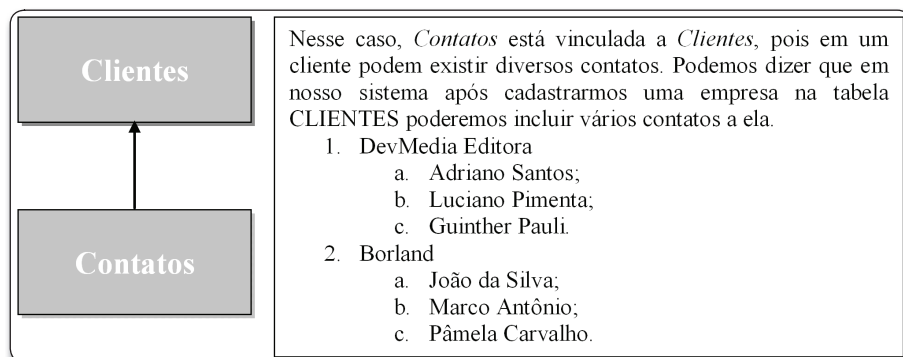 Clientes
Contatos
Nesse caso, Contatos está vinculada a Clientes, pois em um
cliente podem existir diversos contatos. Podemos dizer que em
nosso sistema após cadastrarmos uma empresa na tabela
CLIENTES poderemos incluir vários contatos a ela.
1. DevMedia Editora
a. Adriano Santos;
b. Luciano Pimenta;
c. Guinther Pauli.
2. Borland
a. João da Silva;
b. Marco Antônio;
c. Pâmela Carvalho.